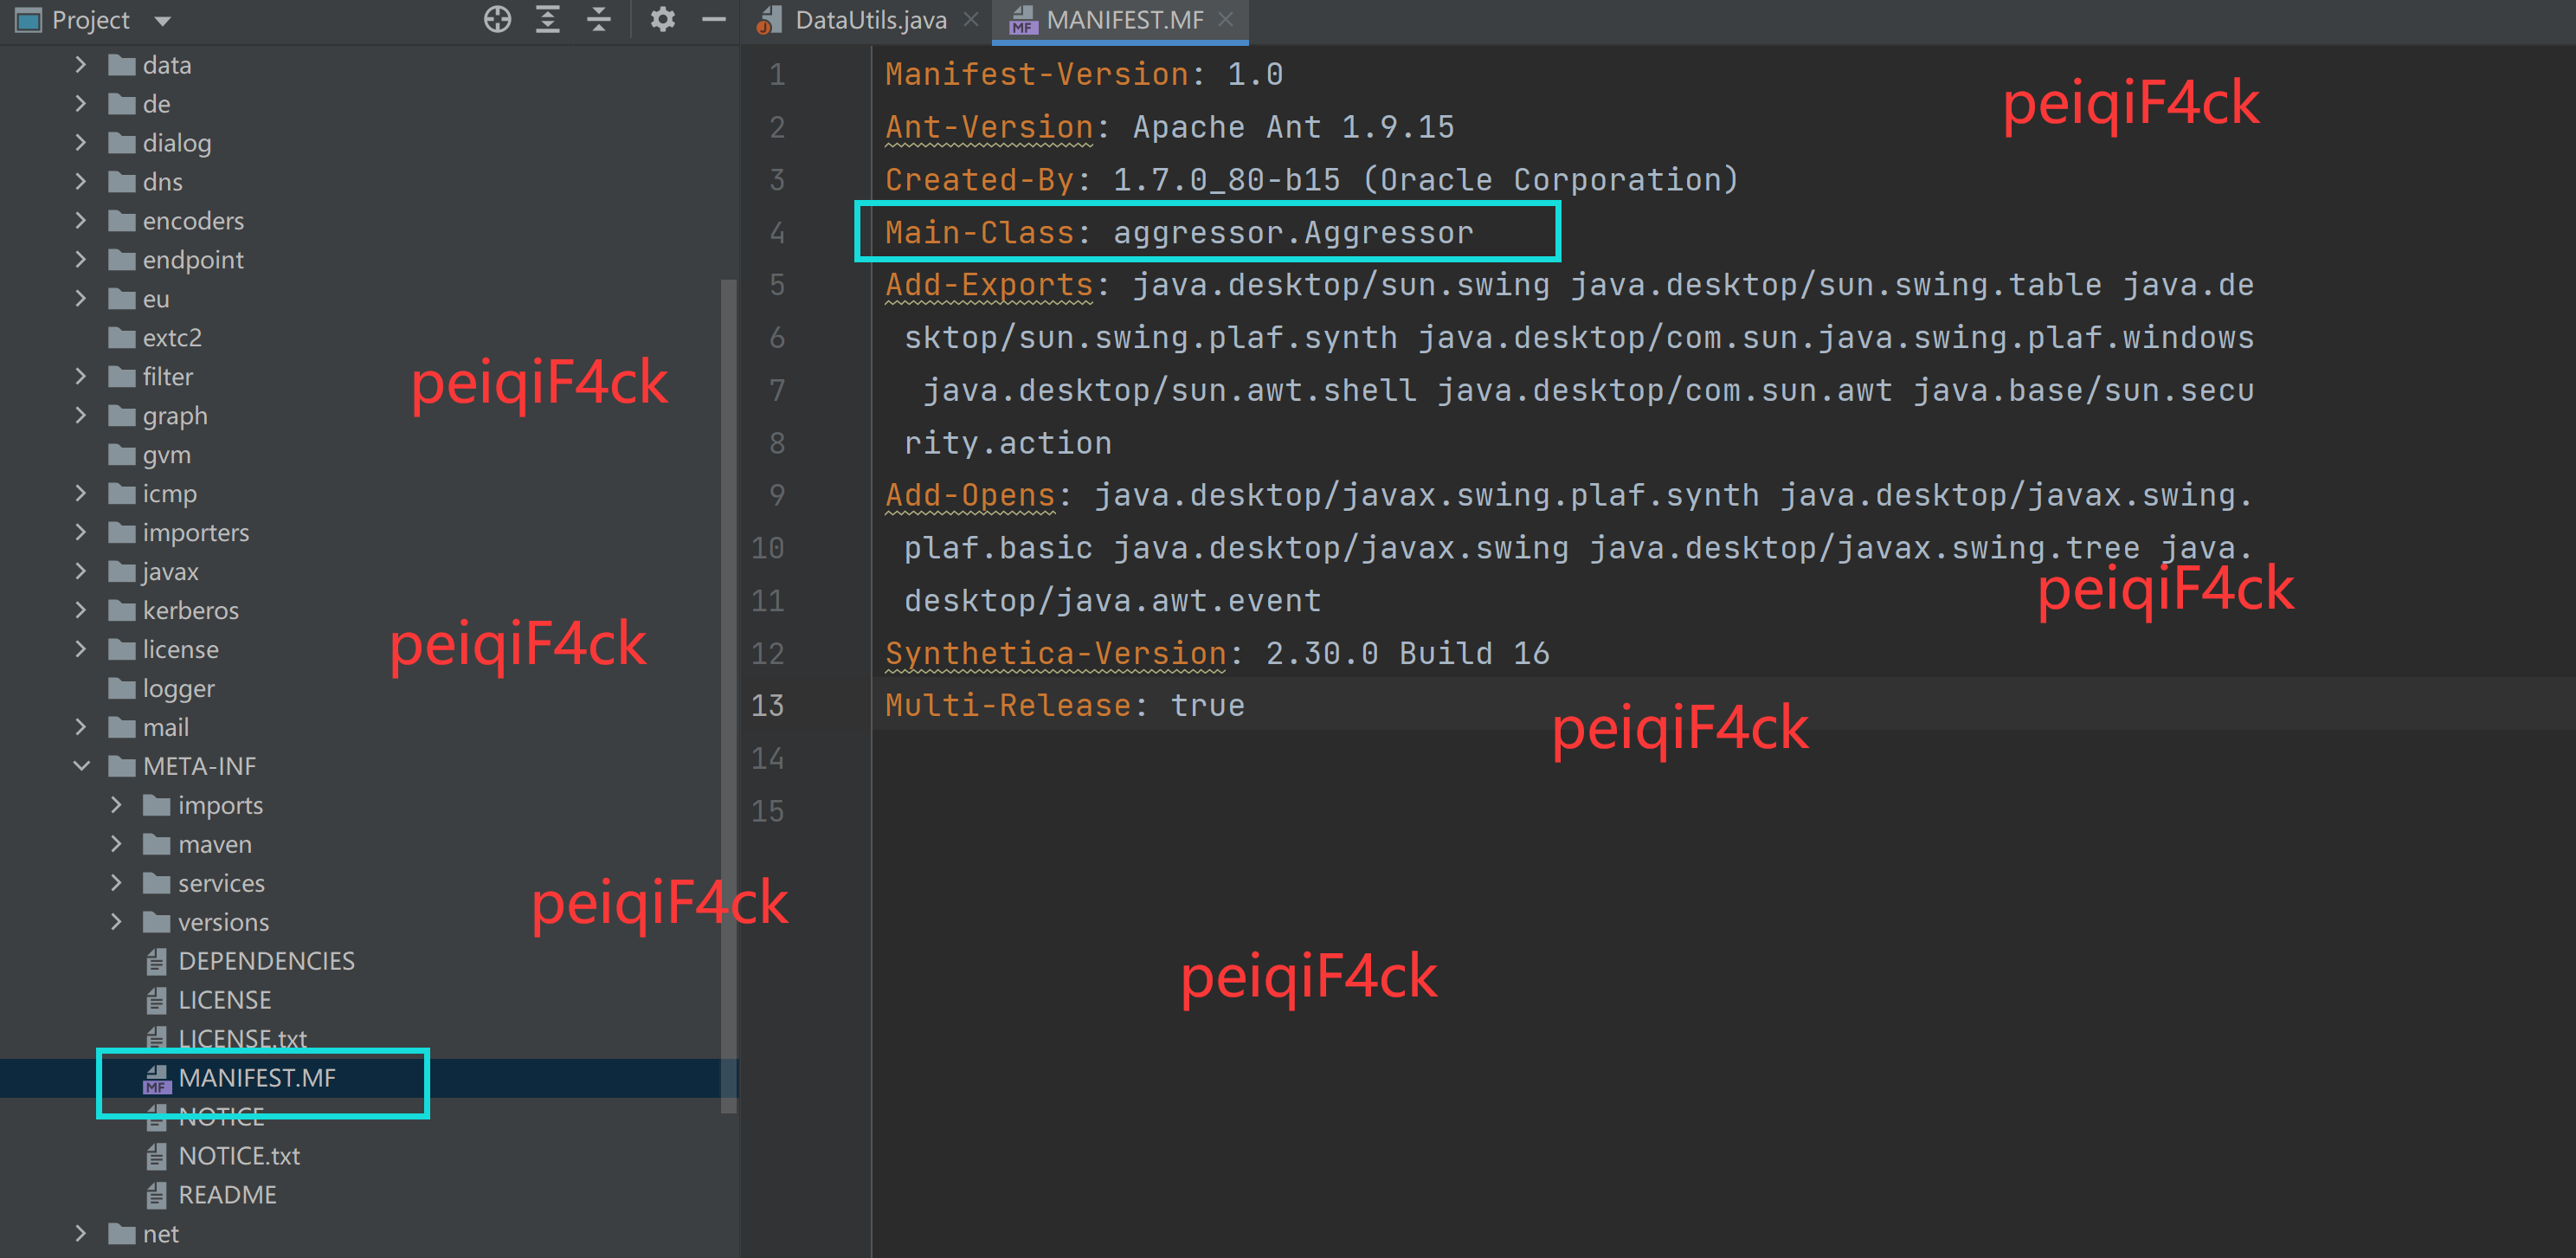 Project
data
de
dialog
dns
encoders
endpoint
eu
extc2
filter
graph
gvm
icmp
importers
javax
kerberos
license
logger
mail
META-INF
imports
maven
services
versions
DEPENDENCIES
LICENSE
LICENSE.txt
MF MANIFEST.MF
NOTICE
NOTICE.txt
README
net
peiqiF4ck
peiqiF4ck
peiqiF4ck
J DataUtils.java
MF MANIFEST.MF
1 Manifest-Version: 1.0
2 Ant-Version: Apache Ant 1.9.15
3 Created-By: 1.7.0_80-b15 (Oracle Corporation)
4 Main-Class: aggressor.Aggressor
5 Add-Exports: java.desktop/sun.swing java.desktop/sun.swing.table java.de
6 sktop/sun.swing.plaf.synth java.desktop/com.sun.java.swing.plaf.windows
7 java.desktop/sun.awt.shell java.desktop/com.sun.awt java.base/sun.secu
8 rity.action
9 Add-Opens: java.desktop/javax.swing.plaf.synth java.desktop/javax.swing.
10 plaf.basic java.desktop/javax.swing java.desktop/javax.swing.tree java.
11 desktop/java.awt.event
12 Synthetica-Version: 2.30.0 Build 16
13 Multi-Release: true
14
15
peiqiF4ck
peiqiF4ck
peiqiF4ck
peiqiF4ck